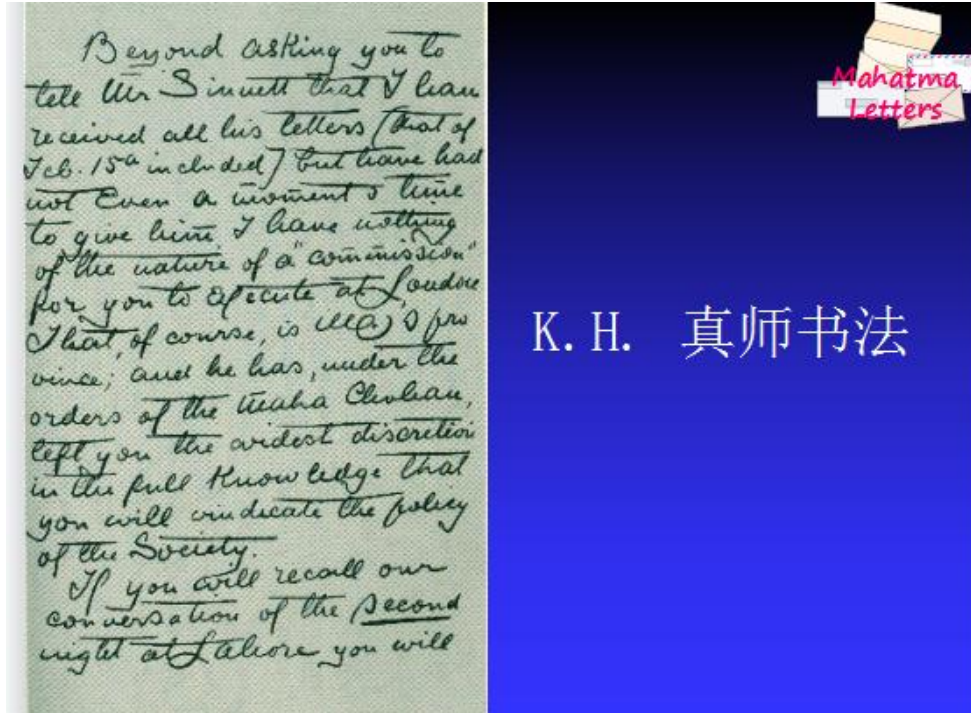 Beyond asking you to
tell Mr Sinnett that I have
received all his letters (that of
Feb. 15th included) but have had
not even a moment's time
to give him I have nothing
of the nature of a "commission"
for you to execute at London
That, of course, is M's pro
vince; and he has, under the
orders of the Maha Chohan,
left you the widest discretion
in the full knowledge that
you will vindicate the policy
of the Society.
If you will recall our
conversation of the second
night at Lahore you will
Mahatma
Letters
K.H. 真师书法